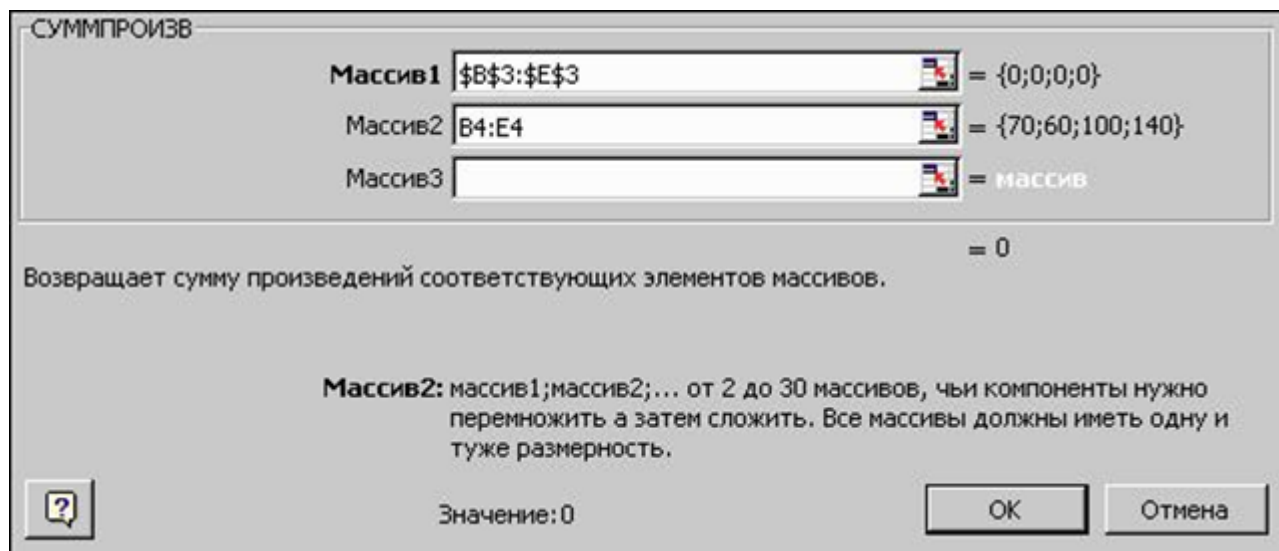 СУММПРОИЗВ
Массив1 $B$3:$E$3 = {0;0;0;0}
Массив2 B4:E4 = {70;60;100;140}
Массив3 = массив
= 0
Возвращает сумму произведений соответствующих элементов массивов.
Массив2: массив1;массив2;... от 2 до 30 массивов, чьи компоненты нужно
перемножить а затем сложить. Все массивы должны иметь одну и
туже размерность.
? Значение:0 OK Отмена